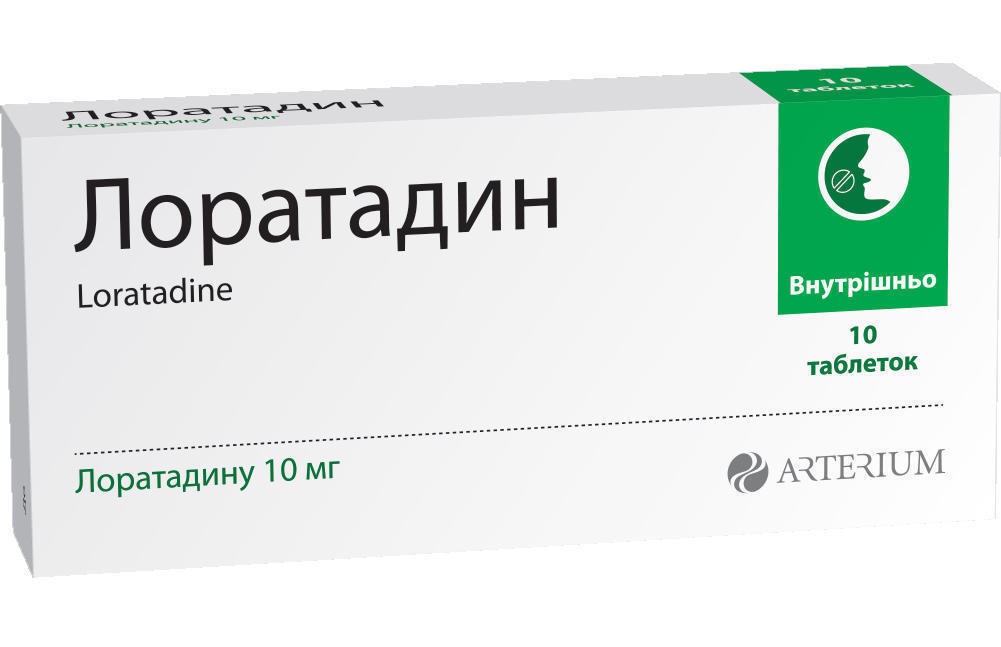 Лоратадин
Лоратадину 10 мг
10
таблеток
Лоратадин
Loratadine
Внутрішньо
10
таблеток
Лоратадину 10 мг
ARTERIUM